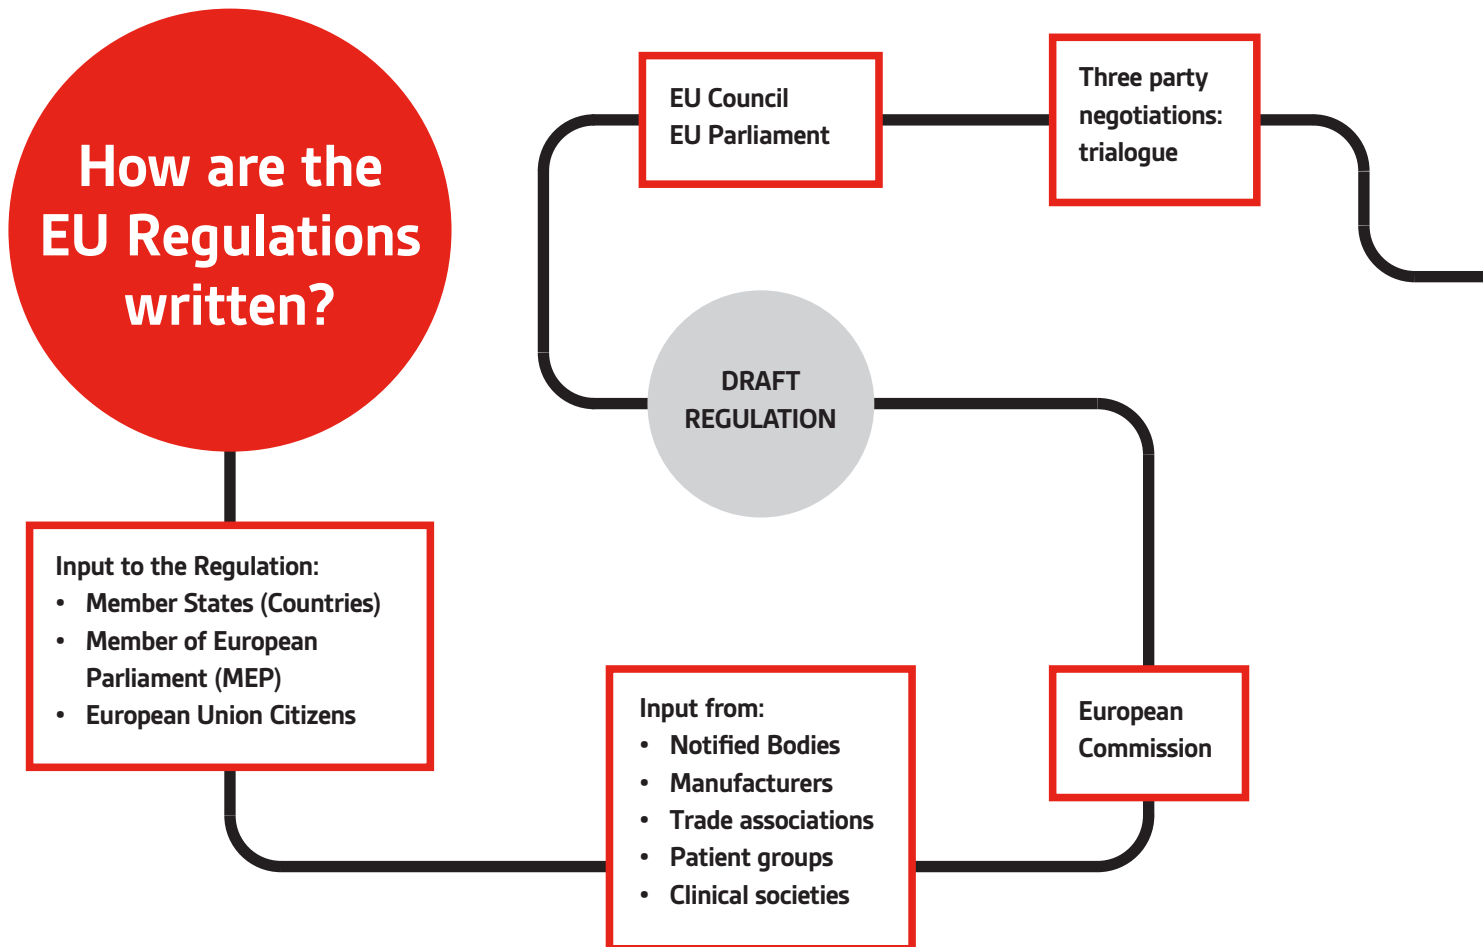 How are the
EU Regulations
written?
Input to the Regulation:
• Member States (Countries)
• Member of European
Parliament (MEP)
• European Union Citizens
Input from:
• Notified Bodies
• Manufacturers
• Trade associations
• Patient groups
• Clinical societies
European
Commission
DRAFT
REGULATION
EU Council
EU Parliament
Three party
negotiations:
trialogue